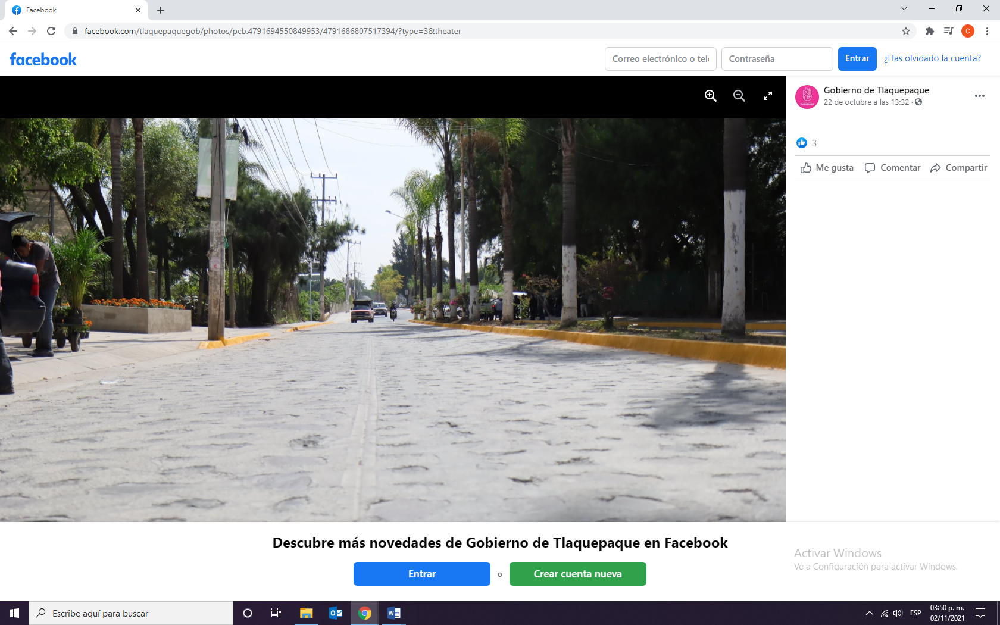 Facebook
facebook.com/tlaquepaquegob/photos/pcb.4791694550849953/4791686807517394/?type=3&theater
C
facebook
Correo electrónico o telé
Contraseña
Entrar
¿Has olvidado la cuenta?
Gobierno de Tlaquepaque
22 de octubre a las 13:32 ·
3
Me gusta
Comentar
Compartir
Descubre más novedades de Gobierno de Tlaquepaque en Facebook
Entrar
o
Crear cuenta nueva
Activar Windows
Ve a Configuración para activar Windows.
Escribe aquí para buscar
ESP
03:50 p. m.
02/11/2021